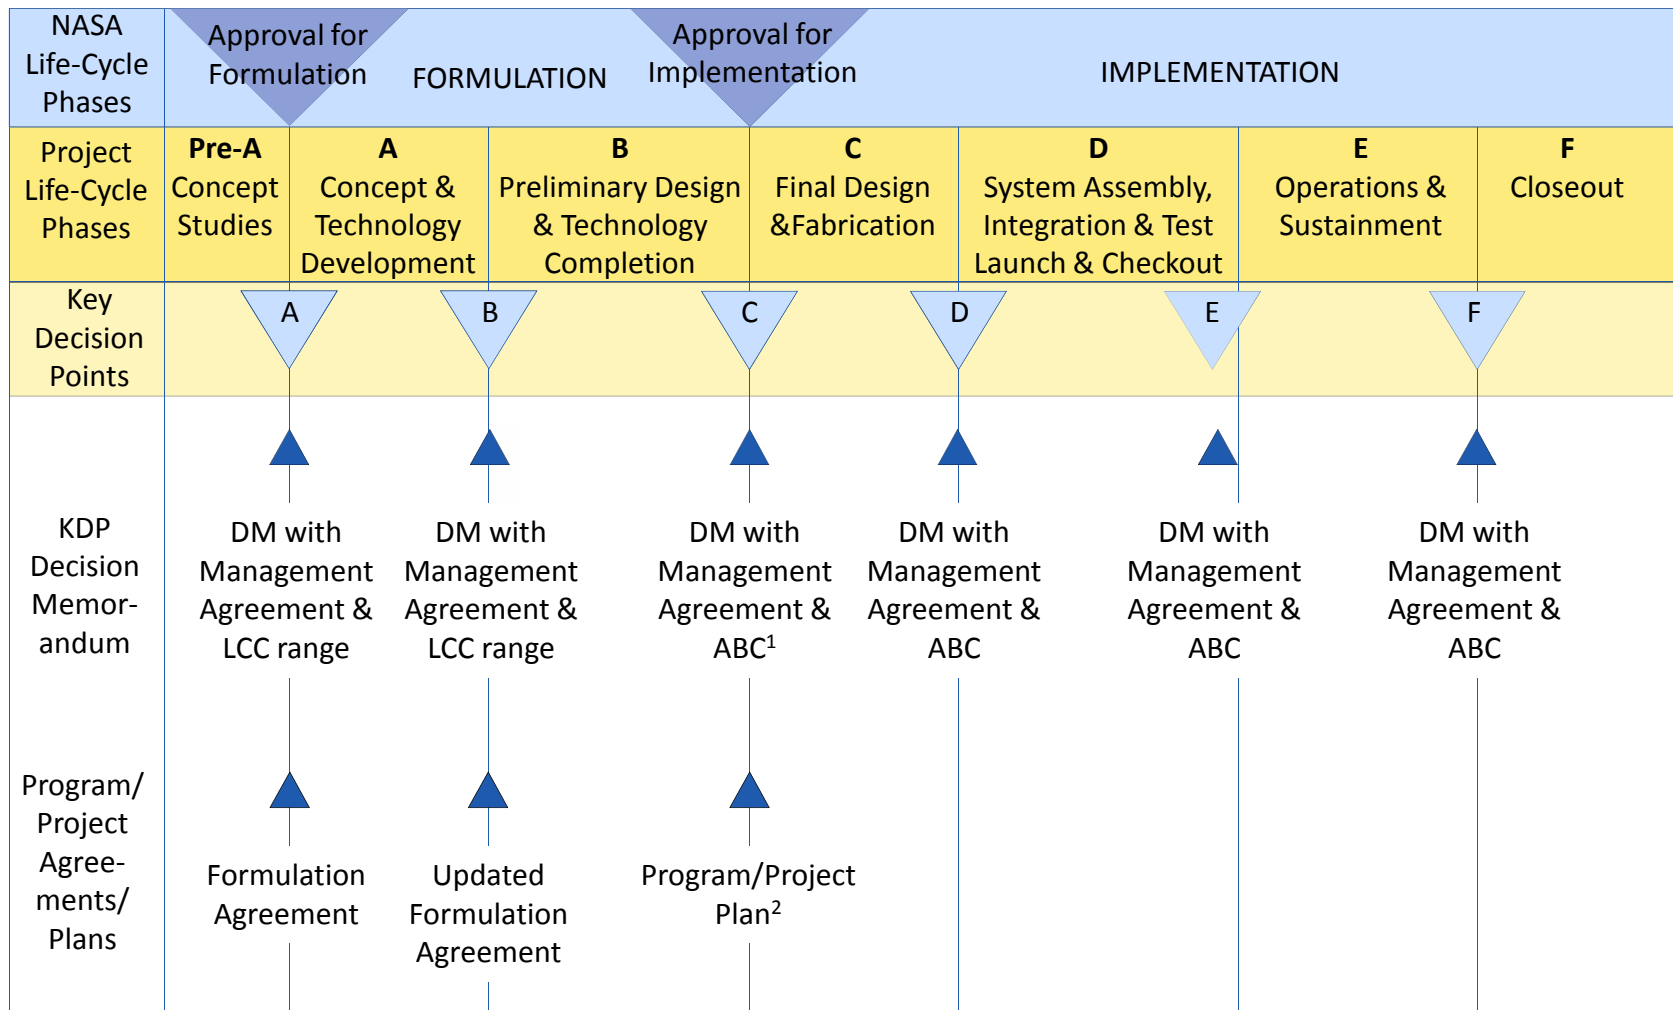 NASA
Life-Cycle
Phases
Approval for
Formulation
FORMULATION
Approval for
Implementation
IMPLEMENTATION
Project
Life-Cycle
Phases
Pre-A
Concept
Studies
A
Concept &
Technology
Development
B
Preliminary Design
& Technology
Completion
C
Final Design
&Fabrication
D
System Assembly,
Integration & Test
Launch & Checkout
E
Operations &
Sustainment
F
Closeout
Key
Decision
Points
A
B
C
D
E
F
KDP
Decision
Memor-
andum
DM with
Management
Agreement &
LCC range
DM with
Management
Agreement &
LCC range
DM with
Management
Agreement &
ABC¹
DM with
Management
Agreement &
ABC
DM with
Management
Agreement &
ABC
DM with
Management
Agreement &
ABC
Program/
Project
Agree-
ments/
Plans
Formulation
Agreement
Updated
Formulation
Agreement
Program/Project
Plan²